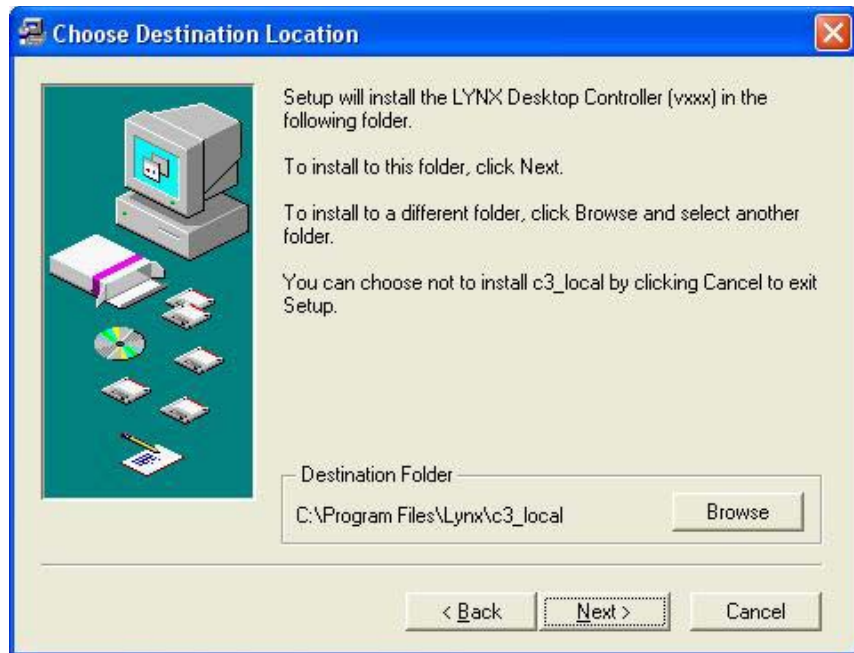 Choose Destination Location
Setup will install the LYNX Desktop Controller (vxxx) in the
following folder.
To install to this folder, click Next.
To install to a different folder, click Browse and select another
folder.
You can choose not to install c3_local by clicking Cancel to exit
Setup.
Destination Folder
C:\Program Files\Lynx\c3_local
Browse
< Back
Next >
Cancel